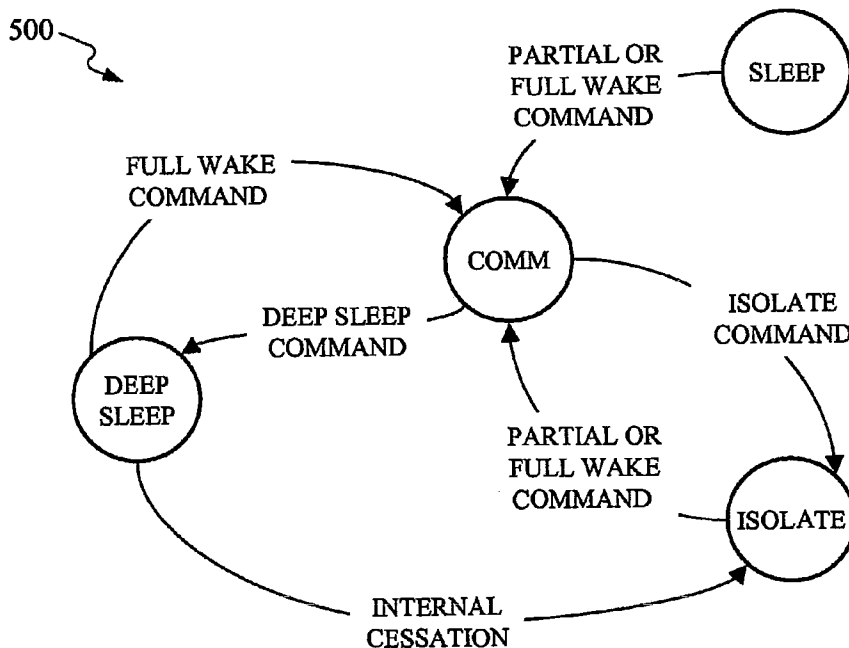 500
PARTIAL OR
FULL WAKE
COMMAND
SLEEP
FULL WAKE
COMMAND
COMM
DEEP SLEEP
COMMAND
ISOLATE
COMMAND
DEEP
SLEEP
PARTIAL OR
FULL WAKE
COMMAND
ISOLATE
INTERNAL
CESSATION